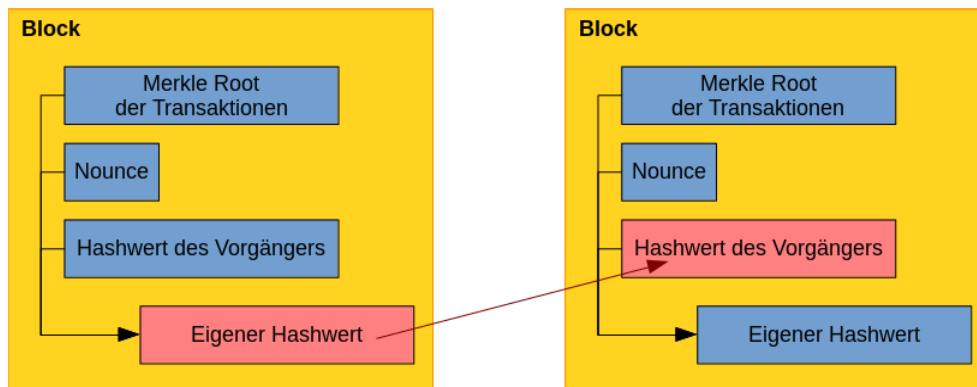 Block
Merkle Root
der Transaktionen
Nounce
Hashwert des Vorgängers
Eigener Hashwert
Block
Merkle Root
der Transaktionen
Nounce
Hashwert des Vorgängers
Eigener Hashwert